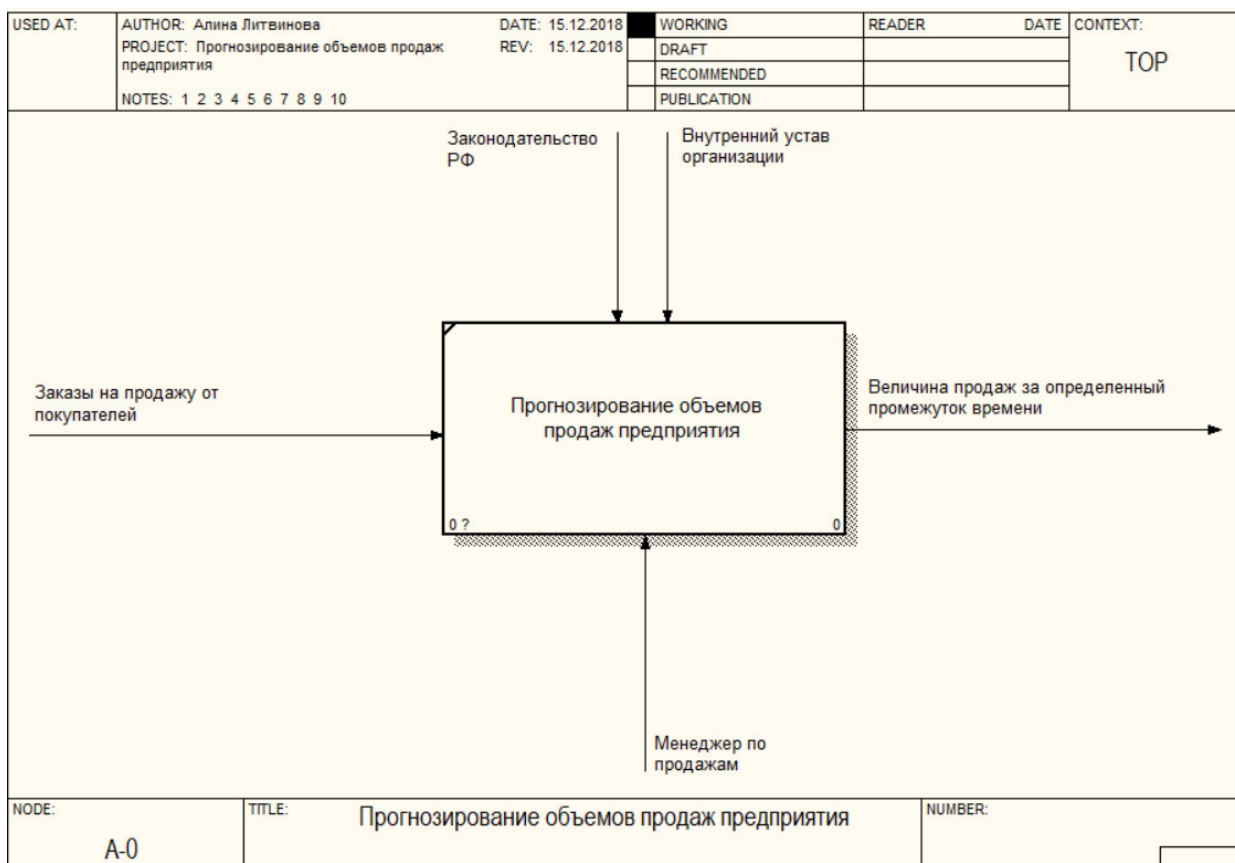 USED AT:
AUTHOR: Алина Литвинова
DATE: 15.12.2018
PROJECT: Прогнозирование объемов продаж
предприятия
REV: 15.12.2018
NOTES: 1 2 3 4 5 6 7 8 9 10
WORKING
DRAFT
RECOMMENDED
PUBLICATION
READER
DATE
CONTEXT:
TOP
Законодательство
РФ
Внутренний устав
организации
Заказы на продажу от
покупателей
Прогнозирование объемов
продаж предприятия
0 ?
0
Величина продаж за определенный
промежуток времени
Менеджер по
продажам
NODE:
A-0
TITLE:
Прогнозирование объемов продаж предприятия
NUMBER: